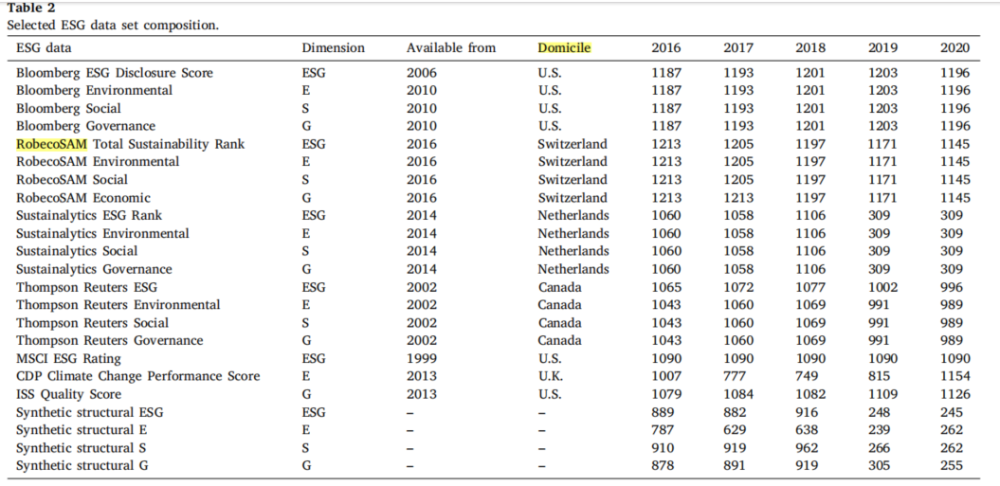 Table 2
Selected ESG data set composition.
ESG data Dimension Available from Domicile 2016 2017 2018 2019 2020
Bloomberg ESG Disclosure Score ESG 2006 U.S. 1187 1193 1201 1203 1196
Bloomberg Environmental E 2010 U.S. 1187 1193 1201 1203 1196
Bloomberg Social S 2010 U.S. 1187 1193 1201 1203 1196
Bloomberg Governance G 2010 U.S. 1187 1193 1201 1203 1196
RobecoSAM Total Sustainability Rank ESG 2016 Switzerland 1213 1205 1197 1171 1145
RobecoSAM Environmental E 2016 Switzerland 1213 1205 1197 1171 1145
RobecoSAM Social S 2016 Switzerland 1213 1205 1197 1171 1145
RobecoSAM Economic G 2016 Switzerland 1213 1213 1197 1171 1145
Sustainalytics ESG Rank ESG 2014 Netherlands 1060 1058 1106 309 309
Sustainalytics Environmental E 2014 Netherlands 1060 1058 1106 309 309
Sustainalytics Social S 2014 Netherlands 1060 1058 1106 309 309
Sustainalytics Governance G 2014 Netherlands 1060 1058 1106 309 309
Thompson Reuters ESG ESG 2002 Canada 1065 1072 1077 1002 996
Thompson Reuters Environmental E 2002 Canada 1043 1060 1069 991 989
Thompson Reuters Social S 2002 Canada 1043 1060 1069 991 989
Thompson Reuters Governance G 2002 Canada 1043 1060 1069 991 989
MSCI ESG Rating ESG 1999 U.S. 1090 1090 1090 1090 1090
CDP Climate Change Performance Score E 2013 U.K. 1007 777 749 815 1154
ISS Quality Score G 2013 U.S. 1079 1084 1082 1109 1126
Synthetic structural ESG ESG – – 889 882 916 248 245
Synthetic structural E E – – 787 629 638 239 262
Synthetic structural S S – – 910 919 962 266 262
Synthetic structural G G – – 878 891 919 305 255